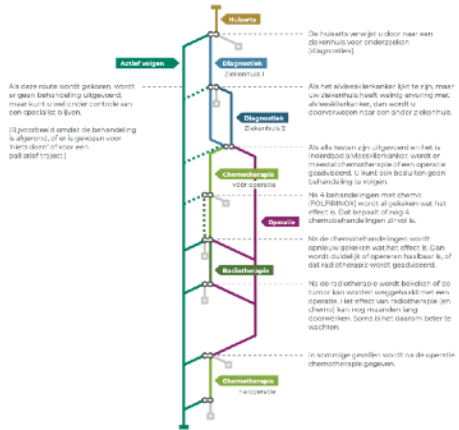 Huisarts
De huisarts verwijst u door naar een
ziekenhuis voor onderzoeken
(diagnostiek).
Actief volgen
Diagnostiek
Ziekenhuis 1
Als deze route wordt gekozen, wordt
er geen behandeling uitgevoerd,
maar kunt u wel onder controle van
een specialist blijven.
(Bijvoorbeeld omdat de behandeling
is afgerond, of er is gekozen voor
'niets doen' of voor een
palliatief traject.)
Als het alvleesklierkanker lijkt te zijn, maar
uw ziekenhuis heeft weinig ervaring met
alvleesklierkanker, dan wordt u
doorverwezen naar een ander ziekenhuis.
Diagnostiek
Ziekenhuis 2
Als alle testen zijn uitgevoerd en het is
inderdaad alvleesklierkanker, wordt er
meestal chemotherapie of een operatie
geadviseerd. U kunt ook besluiten geen
behandeling te volgen.
Chemotherapie
vóór operatie
Na 4 behandelingen met chemo
(FOLFIRINOX) wordt al gekeken wat het
effect is. Dat bepaalt of nóg 4
chemobehandelingen zinvol is.
Operatie
Na de chemobehandelingen wordt
opnieuw gekeken wat het effect is. Dan
wordt duidelijk of opereren haalbaar is, of
dat radiotherapie wordt geadviseerd.
Radiotherapie
Na de radiotherapie wordt bekeken of de
tumor kan worden weggehaald met een
operatie. Het effect van radiotherapie (en
chemo) kan nog maanden lang
doorwerken. Soms is het daarom beter te
wachten.
In sommige gevallen wordt na de operatie
chemotherapie gegeven.
Chemotherapie
na operatie